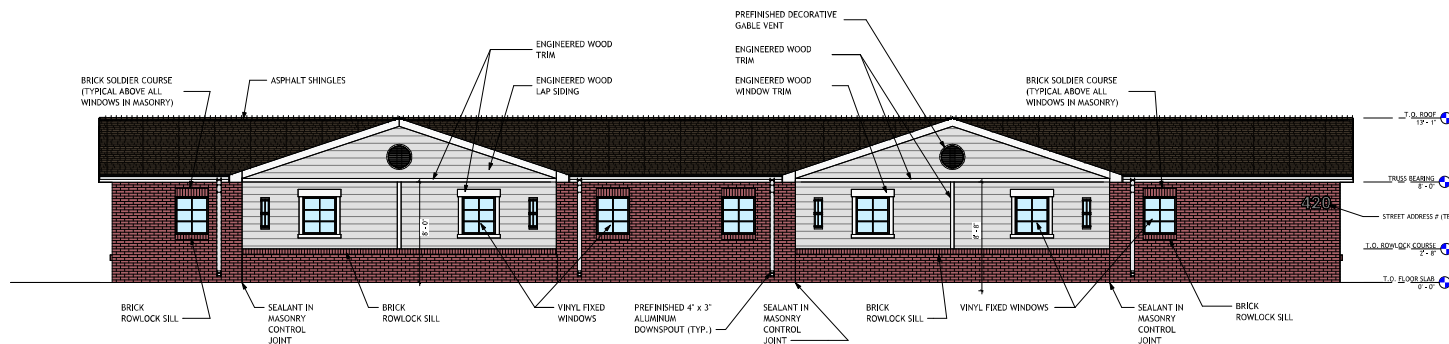 PREFINISHED DECORATIVE
GABLE VENT
ENGINEERED WOOD
TRIM
ENGINEERED WOOD
TRIM
BRICK SOLDIER COURSE
(TYPICAL ABOVE ALL
WINDOWS IN MASONRY)
ASPHALT SHINGLES
ENGINEERED WOOD
LAP SIDING
ENGINEERED WOOD
WINDOW TRIM
BRICK SOLDIER COURSE
(TYPICAL ABOVE ALL
WINDOWS IN MASONRY)
T.O. ROOF
13' - 1"
TRUSS BEARING
8' - 0"
420
STREET ADDRESS # (TE
8'-0"
8'-8"
T.O. ROWLOCK COURSE
2' - 8"
T.O. FLOOR SLAB
0' - 0"
BRICK
ROWLOCK SILL
SEALANT IN
MASONRY
CONTROL
JOINT
BRICK
ROWLOCK SILL
VINYL FIXED
WINDOWS
PREFINISHED 4" x 3"
ALUMINUM
DOWNSPOUT (TYP.)
SEALANT IN
MASONRY
CONTROL
JOINT
BRICK
ROWLOCK SILL
VINYL FIXED WINDOWS
SEALANT IN
MASONRY
CONTROL
JOINT
BRICK
ROWLOCK SILL